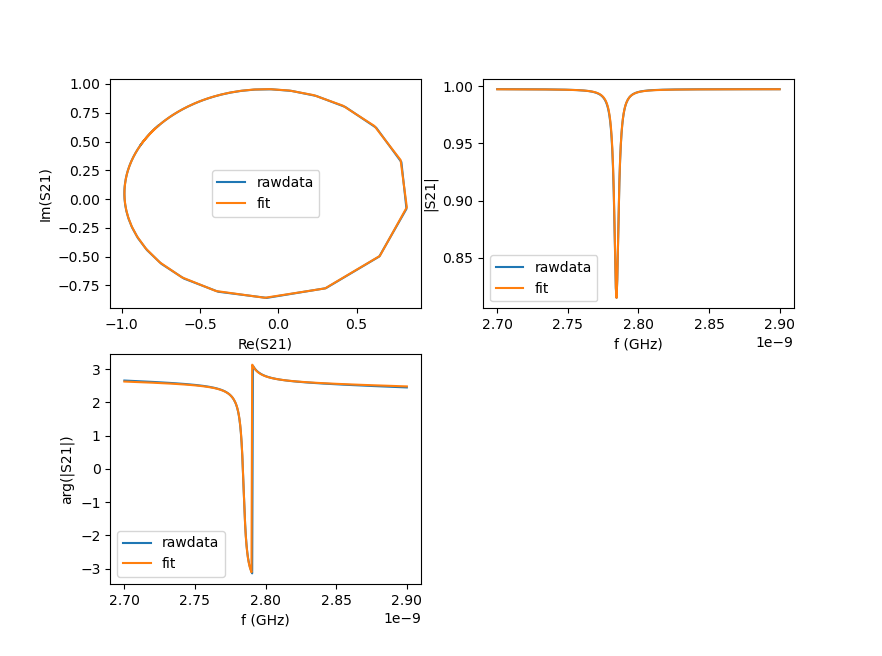 1.00
0.75
0.50
0.25
0.00
−0.25
−0.50
−0.75
Im(S21)
rawdata
fit
−1.0
−0.5
0.0
0.5
Re(S21)
1.00
0.95
0.90
0.85
|S21|
rawdata
fit
2.70
2.75
2.80
2.85
2.90
f (GHz)
1e−9
3
2
1
0
−1
−2
−3
arg(|S21|)
rawdata
fit
2.70
2.75
2.80
2.85
2.90
f (GHz)
1e−9